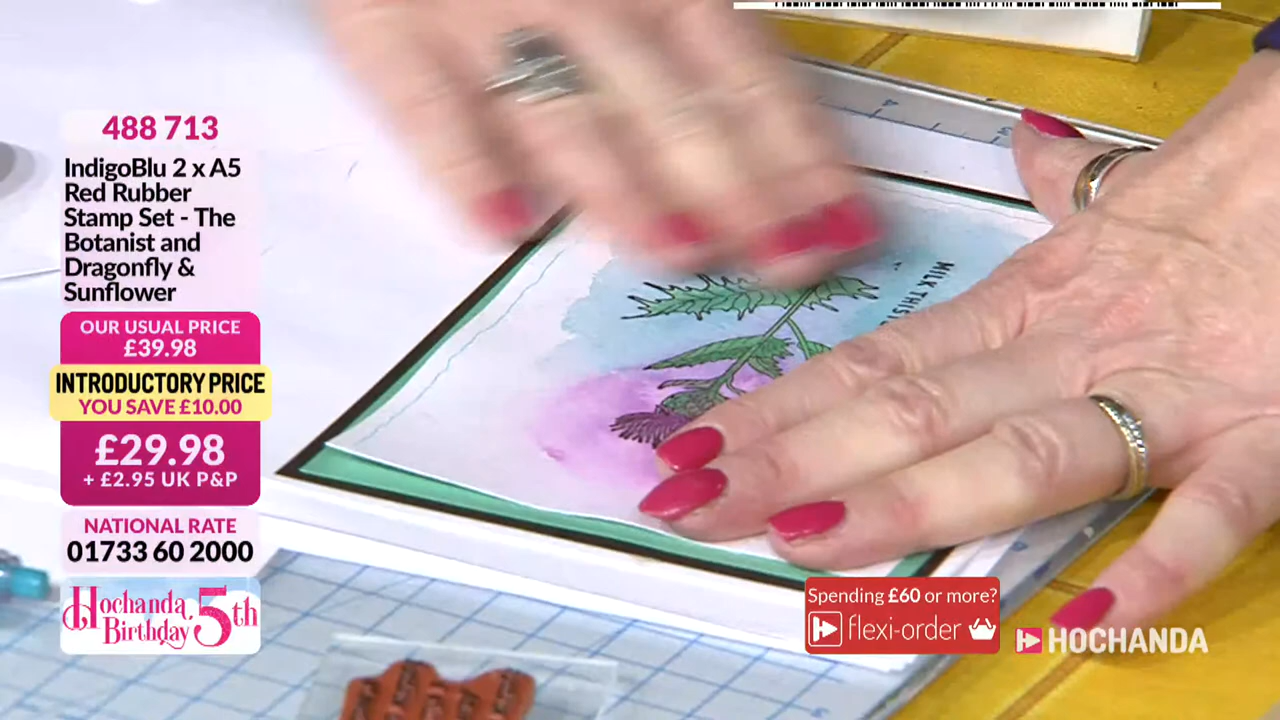 488 713
IndigoBlu 2 x A5
Red Rubber
Stamp Set - The
Botanist and
Dragonfly &
Sunflower
OUR USUAL PRICE
£39.98
INTRODUCTORY PRICE
YOU SAVE £10.00
£29.98
+ £2.95 UK P&P
NATIONAL RATE
01733 60 2000
Hochanda
Birthday 5th
MILK
Spending £60 or more?
flexi-order
HOCHANDA